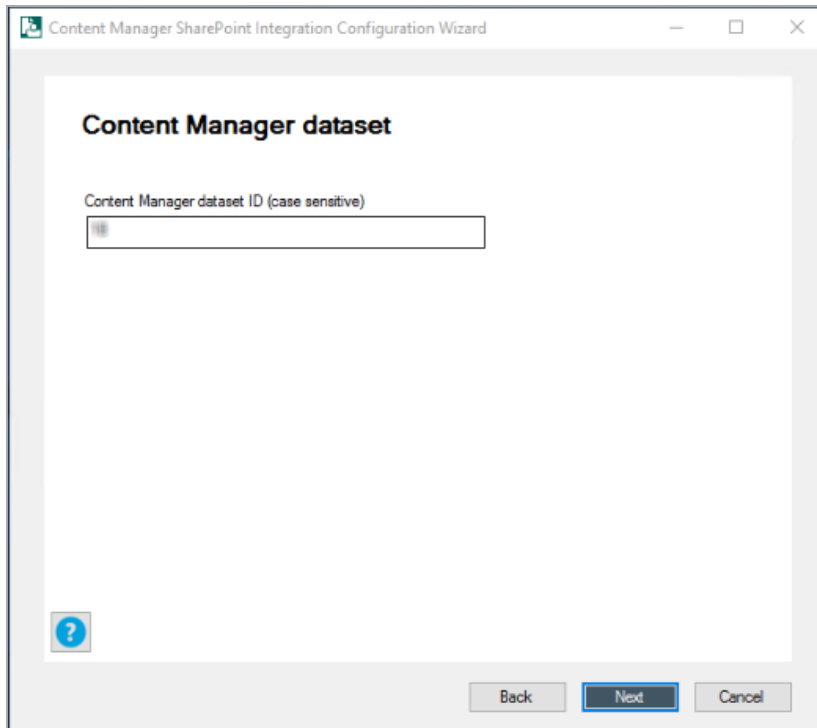 Content Manager SharePoint Integration Configuration Wizard
Content Manager dataset
Content Manager dataset ID (case sensitive)
?
Back Next Cancel